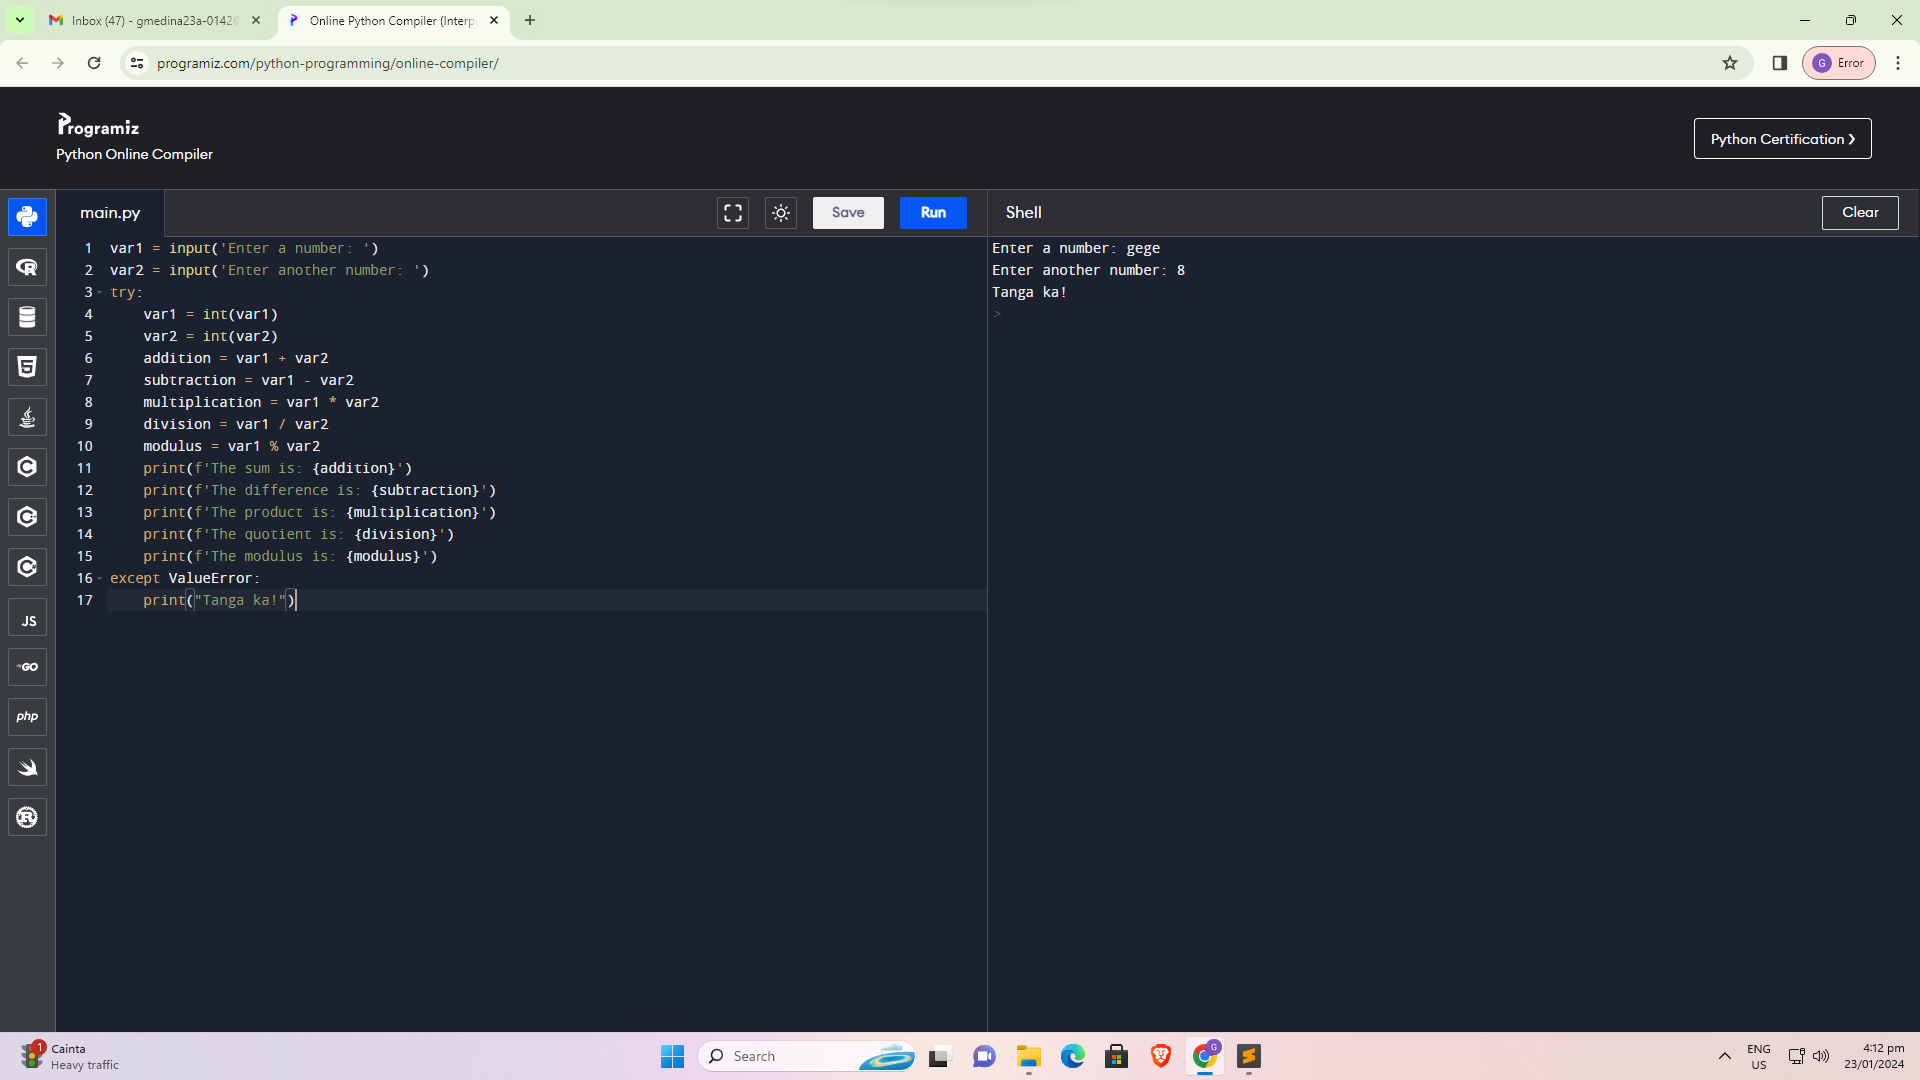 Inbox (47) - gmedina23a-0142@
Online Python Compiler (Interp
programiz.com/python-programming/online-compiler/
G Error
Programiz
Python Online Compiler
Python Certification
main.py
Save
Run
Shell
Clear
1 var1 = input('Enter a number: ')
2 var2 = input('Enter another number: ')
3 try:
4 var1 = int(var1)
5 var2 = int(var2)
6 addition = var1 + var2
7 subtraction = var1 - var2
8 multiplication = var1 * var2
9 division = var1 / var2
10 modulus = var1 % var2
11 print(f'The sum is: {addition}')
12 print(f'The difference is: {subtraction}')
13 print(f'The product is: {multiplication}')
14 print(f'The quotient is: {division}')
15 print(f'The modulus is: {modulus}')
16 except ValueError:
17 print("Tanga ka!")
Enter a number: gege
Enter another number: 8
Tanga ka!
>
JS
GO
php
1
Cainta
Heavy traffic
Search
G
ENG
US
4:12 pm
23/01/2024